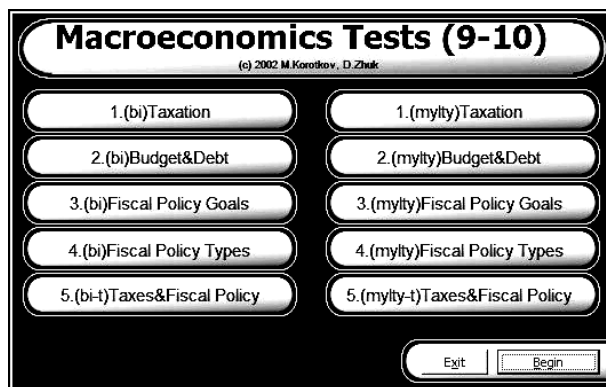 Macroeconomics Tests (9-10)
(c) 2002 M.Korotkov, D.Zhuk
1.(bi)Taxation
1.(mylty)Taxation
2.(bi)Budget&Debt
2.(mylty)Budget&Debt
3.(bi)Fiscal Policy Goals
3.(mylty)Fiscal Policy Goals
4.(bi)Fiscal Policy Types
4.(mylty)Fiscal Policy Types
5.(bi-t)Taxes&Fiscal Policy
5.(mylty-t)Taxes&Fiscal Policy
Exit
Begin